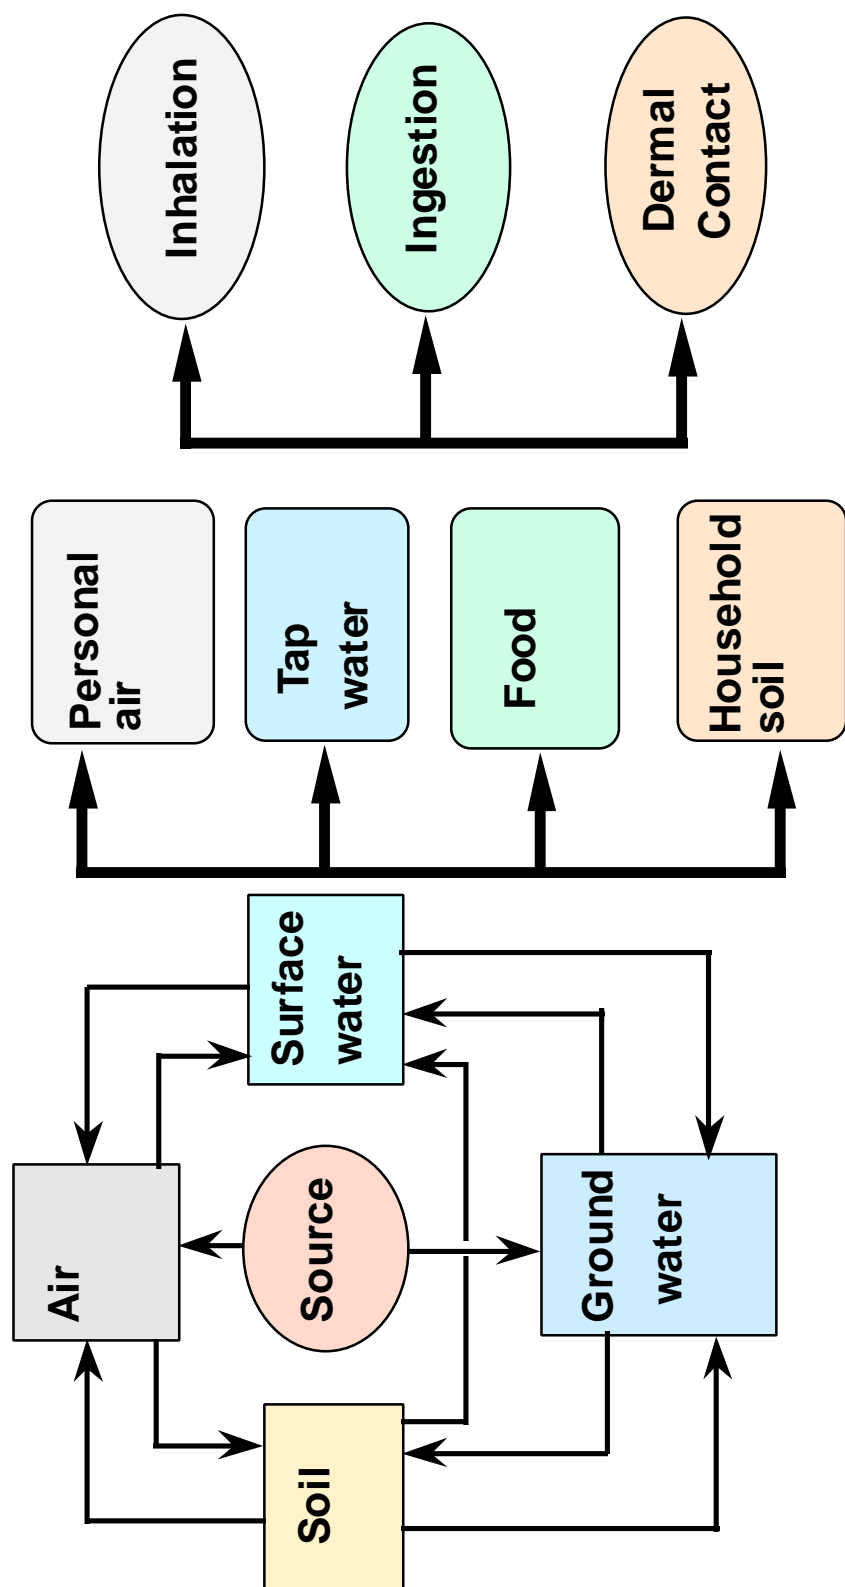 Air
Soil
Source
Surface
water
Ground
water
Personal
air
Tap
water
Food
Household
soil
Inhalation
Ingestion
Dermal
Contact